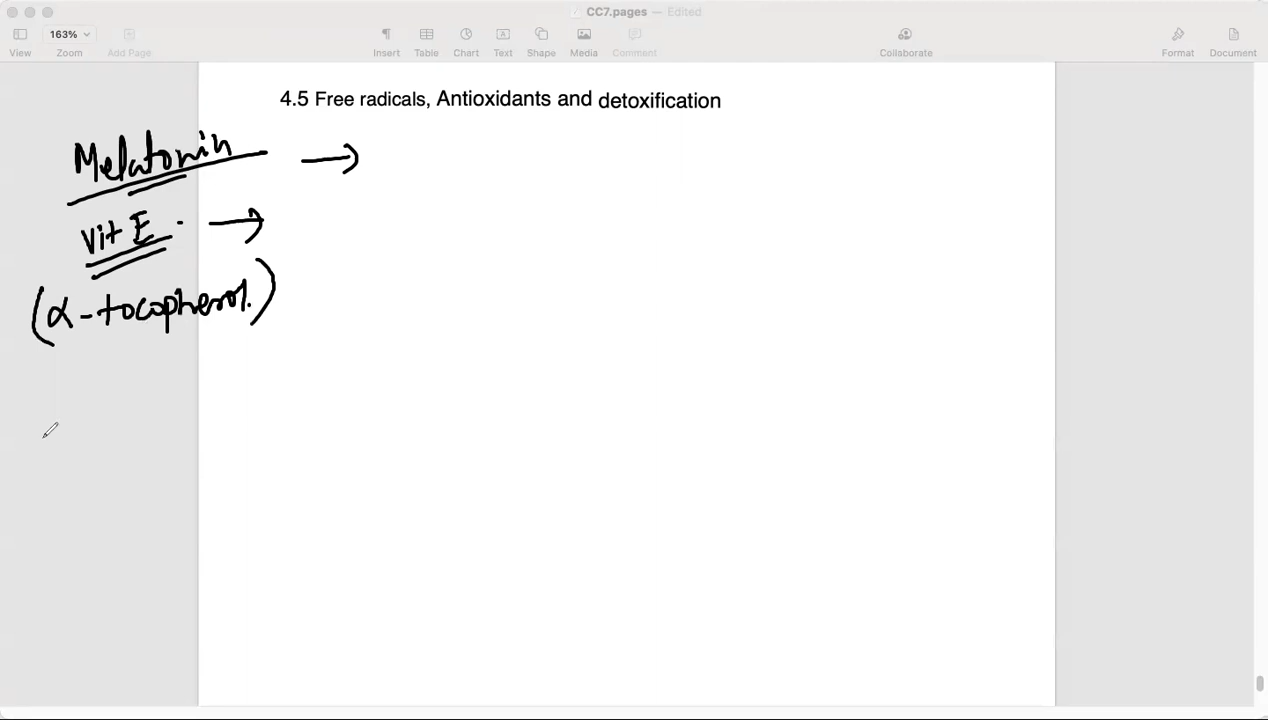 CC7.pages — Edited
163%
View Zoom Add Page Insert Table Chart Text Shape Media Comment Collaborate Format Document
4.5 Free radicals, Antioxidants and detoxification
Melatonin →
Vit E →
(α-tocopherol)